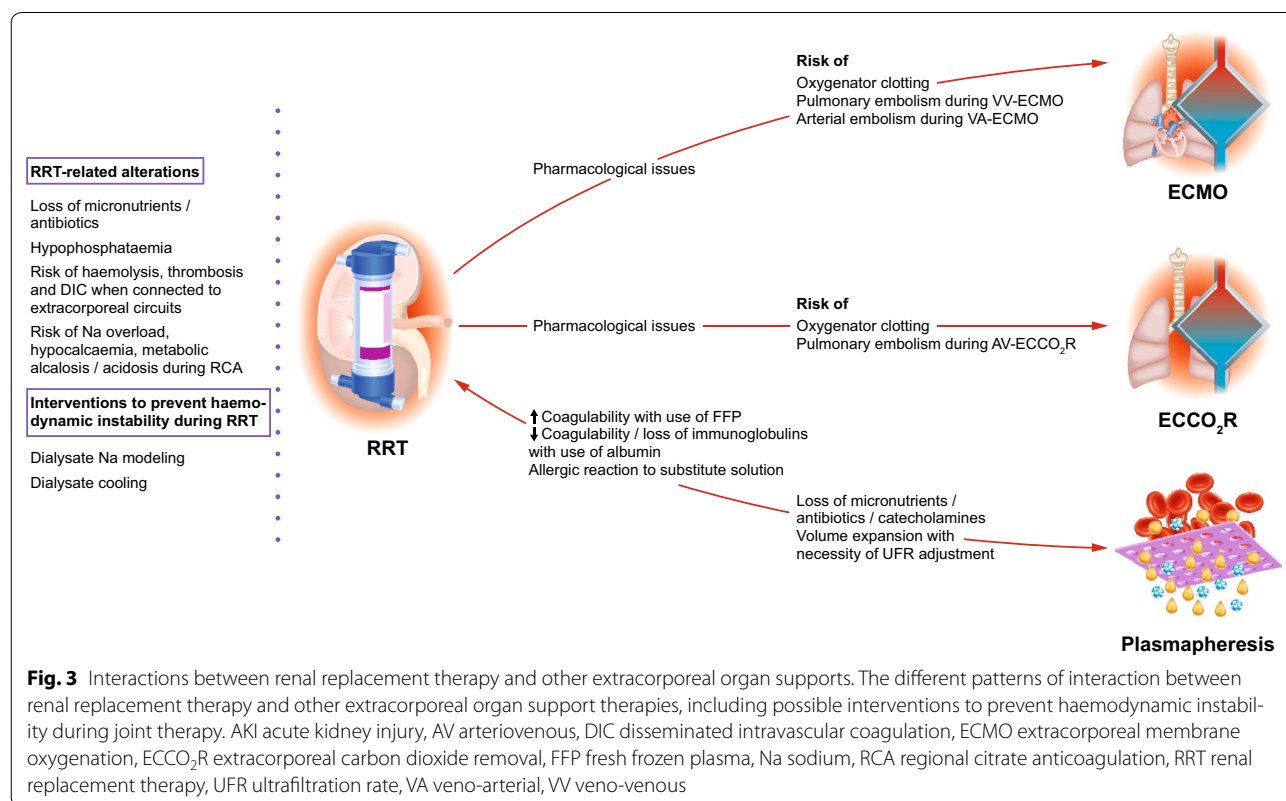 RRT-related alterations
Loss of micronutrients /
antibiotics
Hypophosphataemia
Risk of haemolysis, thrombosis
and DIC when connected to
extracorporeal circuits
Risk of Na overload,
hypocalcaemia, metabolic
alcalosis / acidosis during RCA
Interventions to prevent haemo-
dynamic instability during RRT
Dialysate Na modeling
Dialysate cooling
RRT
Pharmacological issues
Risk of
Oxygenator clotting
Pulmonary embolism during VV-ECMO
Arterial embolism during VA-ECMO
ECMO
Pharmacological issues
Risk of
Oxygenator clotting
Pulmonary embolism during AV-ECCO₂R
ECCO₂R
⬆ Coagulability with use of FFP
⬇ Coagulability / loss of immunoglobulins
with use of albumin
Allergic reaction to substitute solution
Loss of micronutrients /
antibiotics / catecholamines
Volume expansion with
necessity of UFR adjustment
Plasmapheresis
Fig. 3 Interactions between renal replacement therapy and other extracorporeal organ supports. The different patterns of interaction between
renal replacement therapy and other extracorporeal organ support therapies, including possible interventions to prevent haemodynamic instabil-
ity during joint therapy. AKI acute kidney injury, AV arteriovenous, DIC disseminated intravascular coagulation, ECMO extracorporeal membrane
oxygenation, ECCO₂R extracorporeal carbon dioxide removal, FFP fresh frozen plasma, Na sodium, RCA regional citrate anticoagulation, RRT renal
replacement therapy, UFR ultrafiltration rate, VA veno-arterial, VV veno-venous